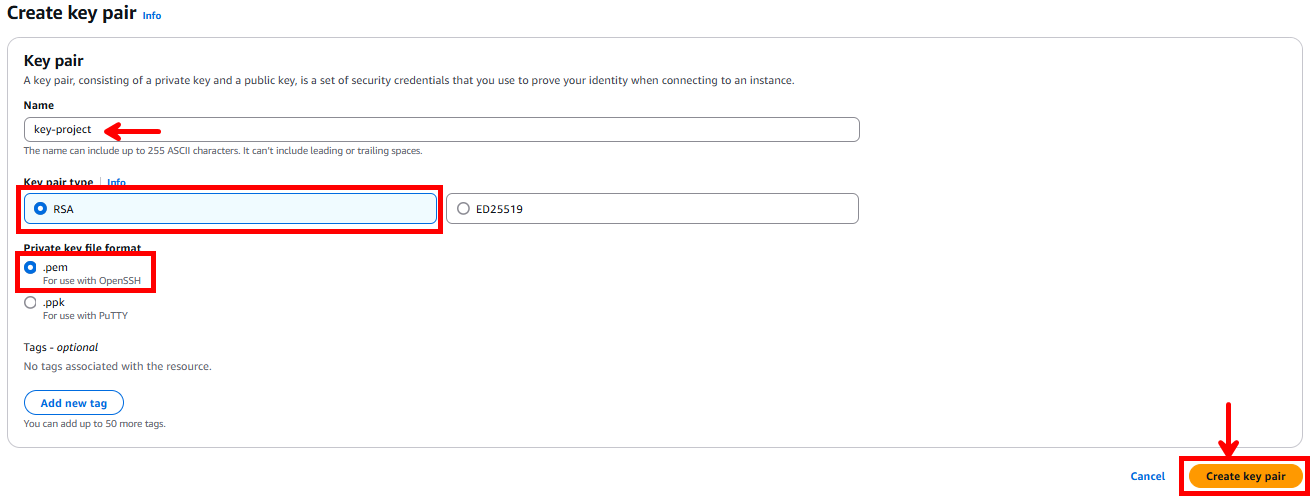 Create key pair Info
Key pair
A key pair, consisting of a private key and a public key, is a set of security credentials that you use to prove your identity when connecting to an instance.
Name
key-project
The name can include up to 255 ASCII characters. It can't include leading or trailing spaces.
Key pair type Info
RSA ED25519
Private key file format
.pem
For use with OpenSSH
.ppk
For use with PuTTY
Tags - optional
No tags associated with the resource.
Add new tag
You can add up to 50 more tags.
Cancel Create key pair